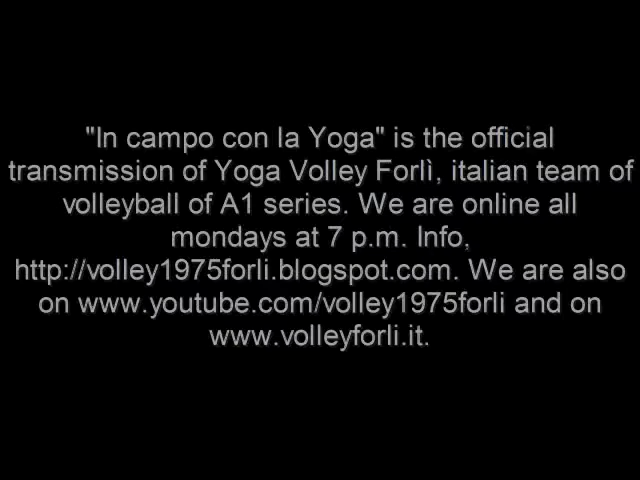 "In campo con la Yoga" is the official
transmission of Yoga Volley Forlì, italian team of
volleyball of A1 series. We are online all
mondays at 7 p.m. Info,
http://volley1975forli.blogspot.com. We are also
on www.youtube.com/volley1975forli and on
www.volleyforli.it.